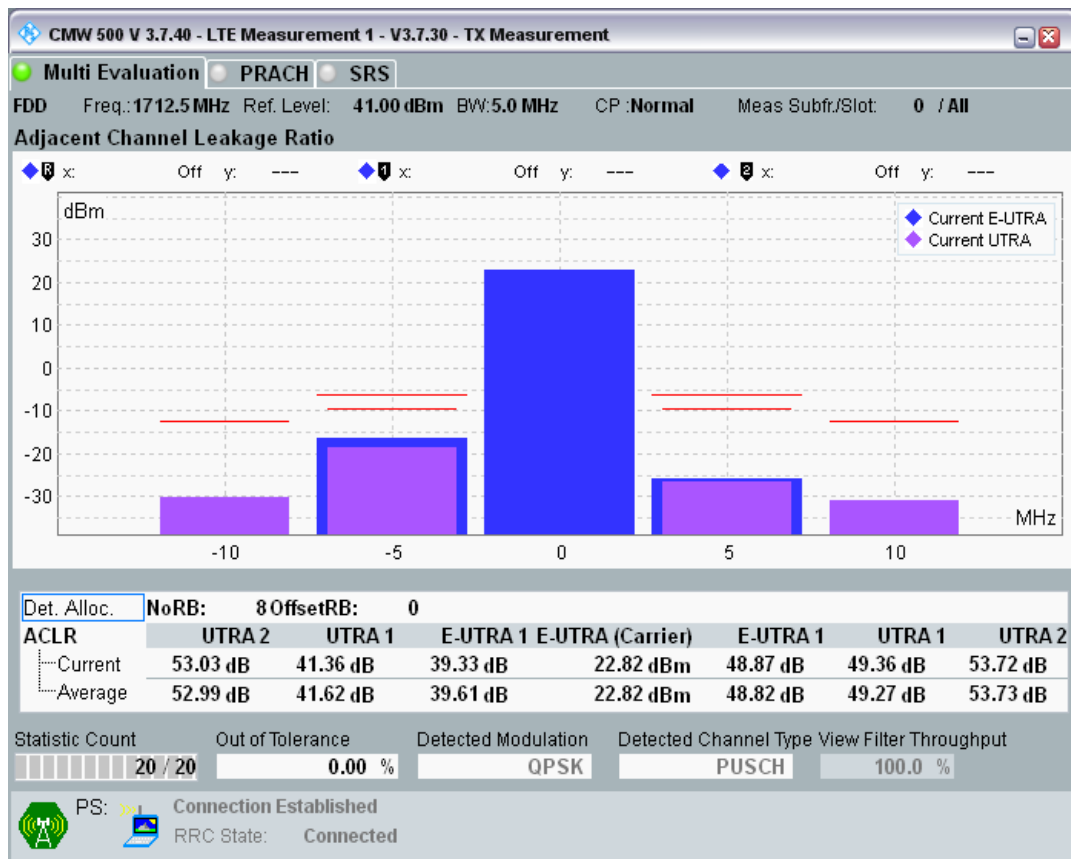 CMW 500 V 3.7.40 - LTE Measurement 1 - V3.7.30 - TX Measurement
Multi Evaluation PRACH SRS
FDD Freq.:1712.5 MHz Ref. Level: 41.00 dBm BW:5.0 MHz CP :Normal Meas Subfr./Slot: 0 / All
Adjacent Channel Leakage Ratio
R x: Off y: --- 1 x: Off y: --- 2 x: Off y: ---
dBm
Current E-UTRA
Current UTRA
30
20
10
0
-10
-20
-30
MHz
-10 -5 0 5 10
Det. Alloc. NoRB: 8 OffsetRB: 0
ACLR UTRA 2 UTRA 1 E-UTRA 1 E-UTRA (Carrier) E-UTRA 1 UTRA 1 UTRA 2
Current 53.03 dB 41.36 dB 39.33 dB 22.82 dBm 48.87 dB 49.36 dB 53.72 dB
Average 52.99 dB 41.62 dB 39.61 dB 22.82 dBm 48.82 dB 49.27 dB 53.73 dB
Statistic Count Out of Tolerance Detected Modulation Detected Channel Type View Filter Throughput
20 / 20 0.00 % QPSK PUSCH 100.0 %
PS: Connection Established
RRC State: Connected